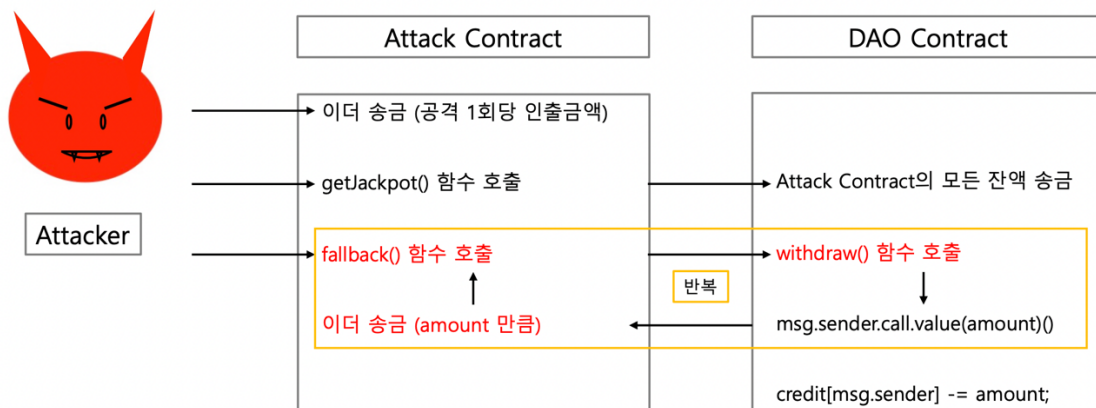 Attack Contract
DAO Contract
이더 송금 (공격 1회당 인출금액)
getJackpot() 함수 호출
Attack Contract의 모든 잔액 송금
Attacker
fallback() 함수 호출
withdraw() 함수 호출
반복
이더 송금 (amount 만큼)
msg.sender.call.value(amount)()
credit[msg.sender] -= amount;